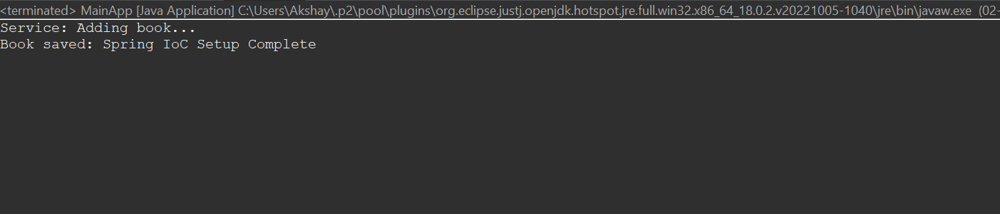 <terminated> MainApp [Java Application] C:\Users\Akshay\.p2\pool\plugins\org.eclipse.justj.openjdk.hotspot.jre.full.win32.x86_64_18.0.2.v20221005-1040\jre\bin\javaw.exe (02-
Service: Adding book...
Book saved: Spring IoC Setup Complete